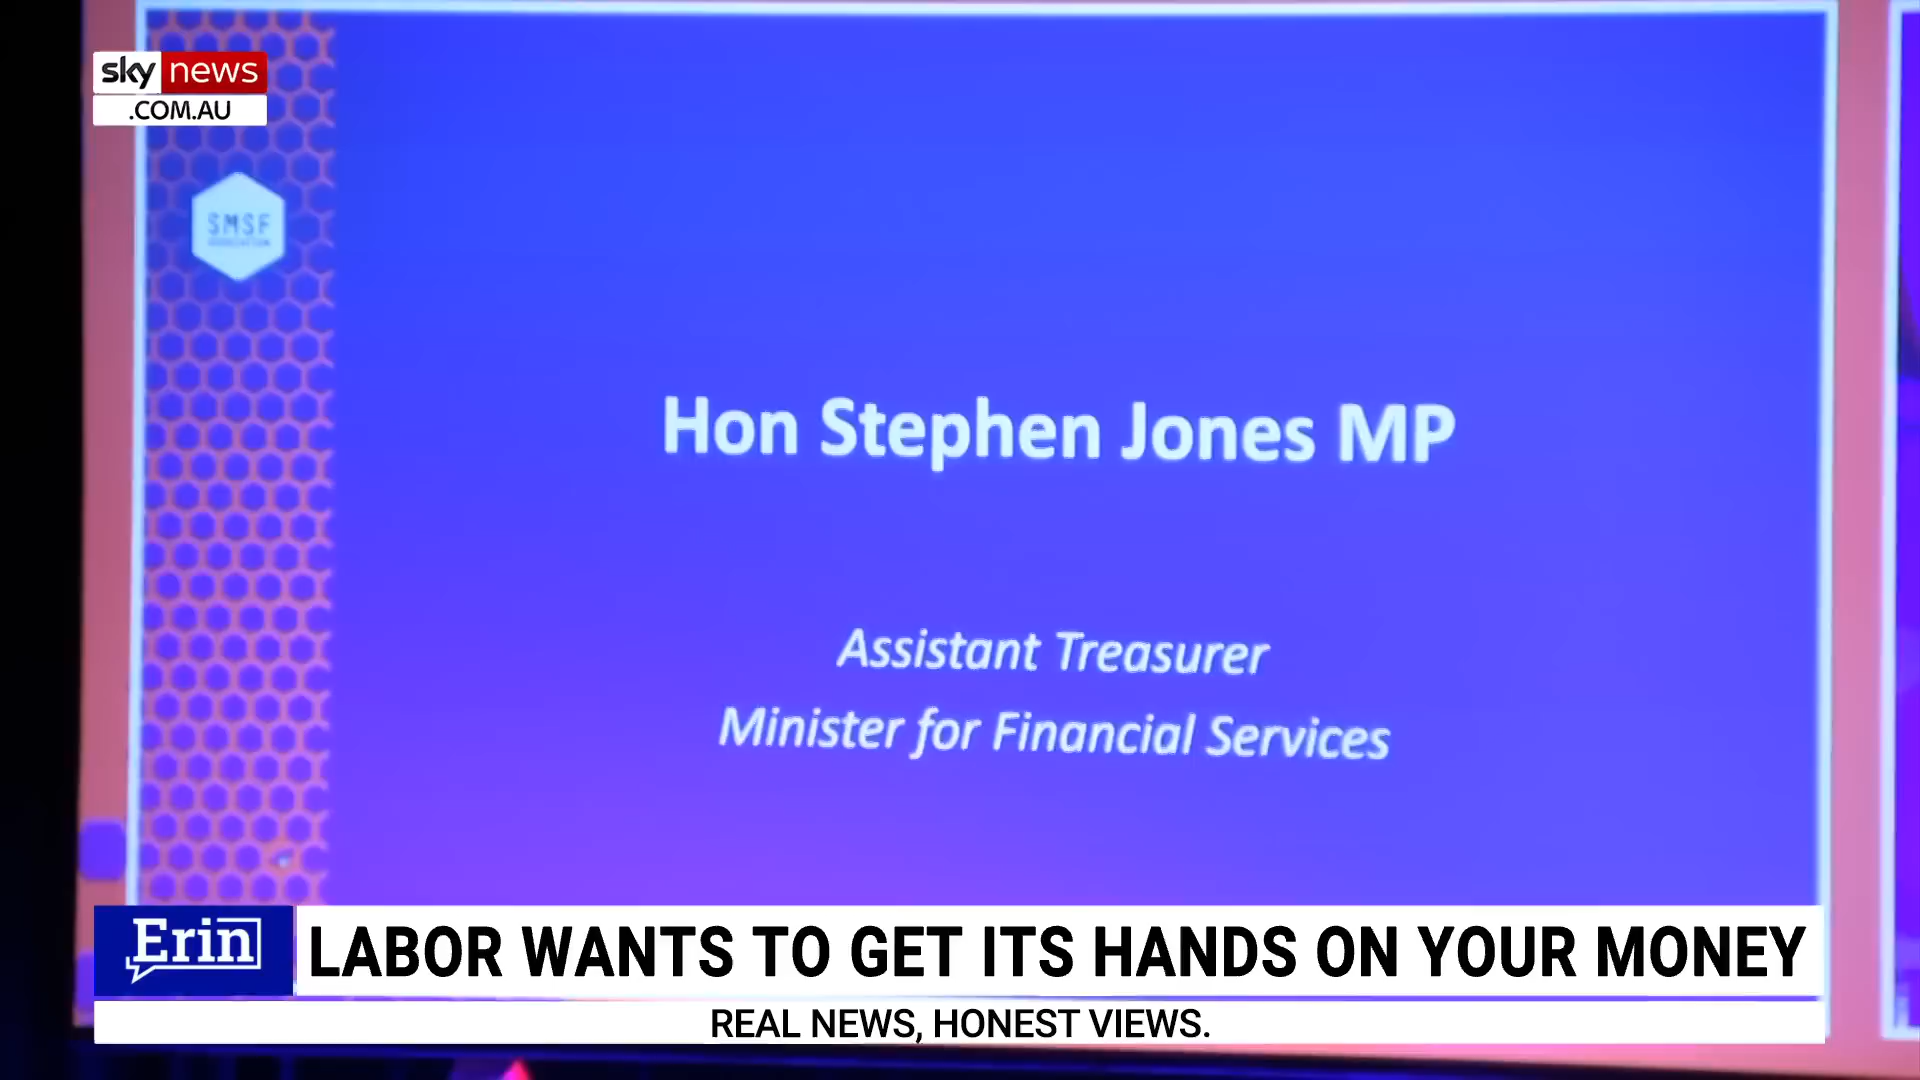 sky news
.COM.AU
SMSF
ASSOCIATION
Hon Stephen Jones MP
Assistant Treasurer
Minister for Financial Services
Erin
LABOR WANTS TO GET ITS HANDS ON YOUR MONEY
REAL NEWS, HONEST VIEWS.